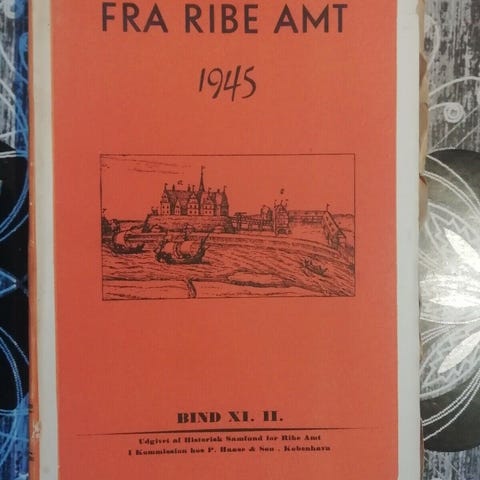 FRA RIBE AMT
1945
BIND XI. II.
Udgivet af Historisk Samfund for Ribe Amt
I Kommission hos P. Haase & Søn . København